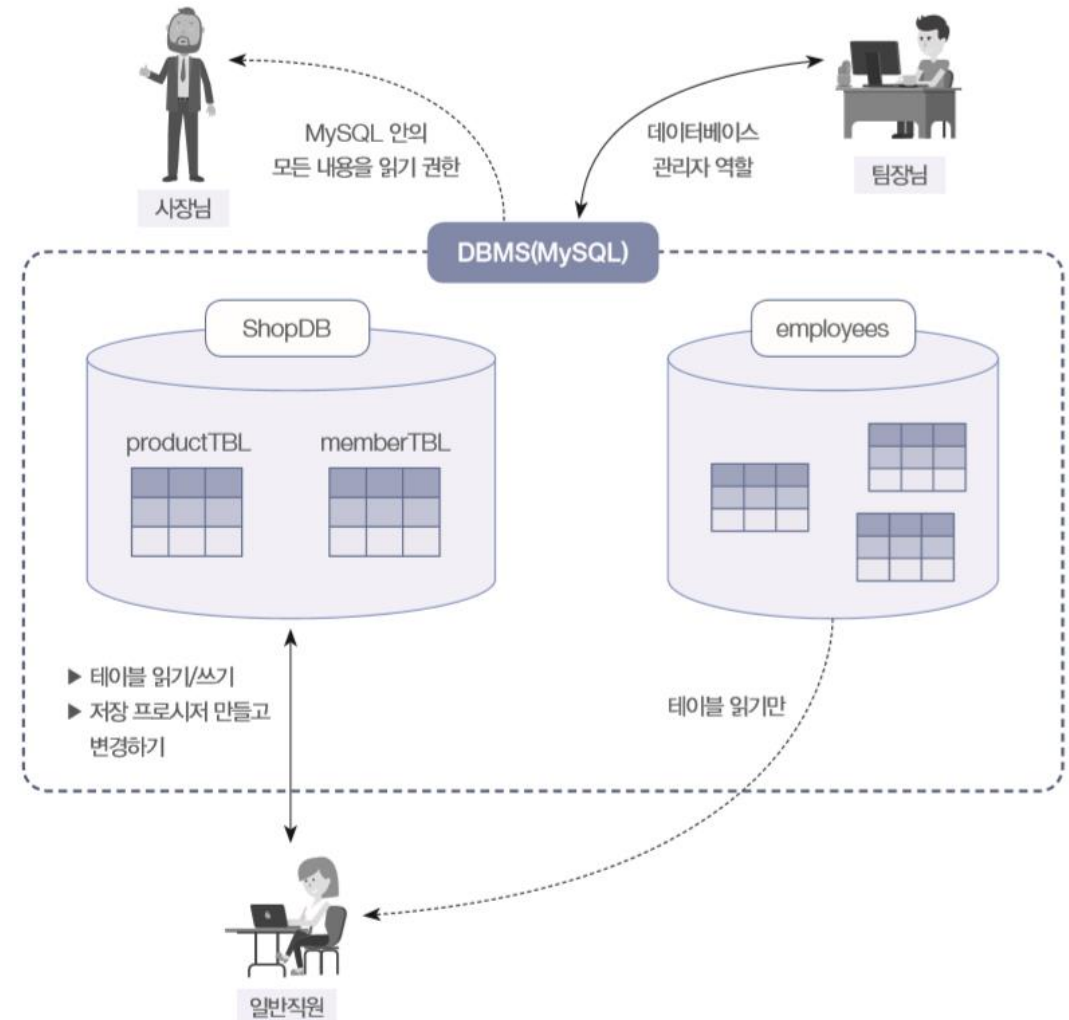 MySQL 안의
모든 내용을 읽기 권한
데이터베이스
관리자 역할
사장님
팀장님
DBMS(MySQL)
ShopDB
employees
productTBL
memberTBL
▶ 테이블 읽기/쓰기
▶ 저장 프로시저 만들고
변경하기
테이블 읽기만
일반직원